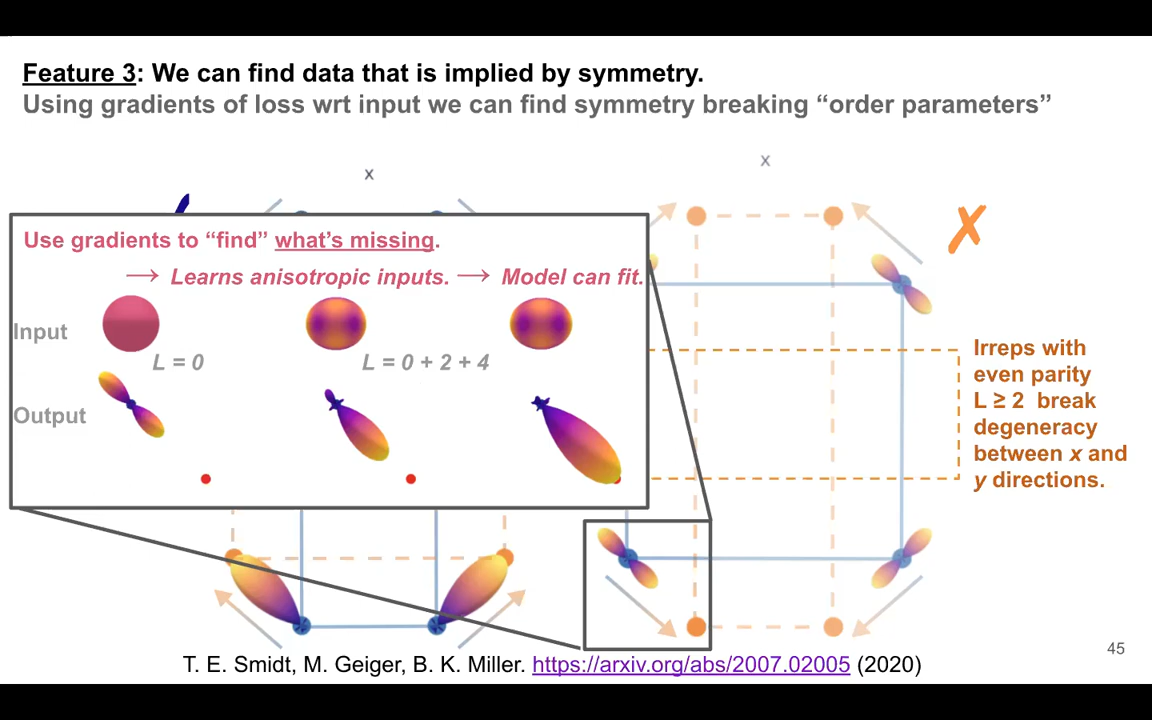 Feature 3: We can find data that is implied by symmetry.
Using gradients of loss wrt input we can find symmetry breaking “order parameters”
x
x
✗
Use gradients to “find” what’s missing.
→ Learns anisotropic inputs. → Model can fit.
Input
L = 0
L = 0 + 2 + 4
Output
Irreps with
even parity
L ≥ 2 break
degeneracy
between x and
y directions.
T. E. Smidt, M. Geiger, B. K. Miller. https://arxiv.org/abs/2007.02005 (2020)
45